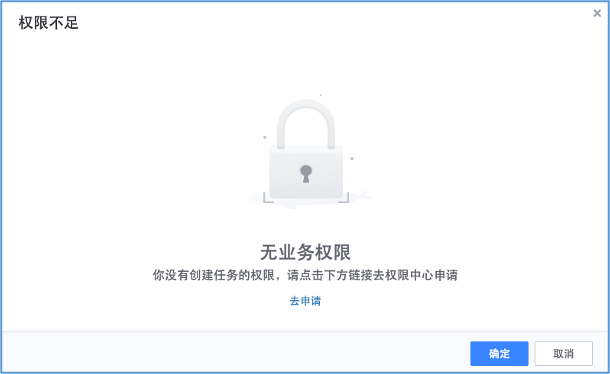 权限不足
无业务权限
你没有创建任务的权限，请点击下方链接去权限中心申请
去申请
确定
取消